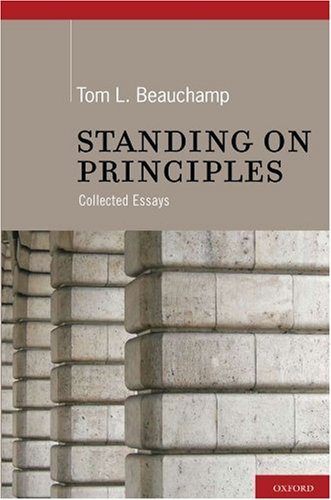 Tom L. Beauchamp
STANDING ON
PRINCIPLES
Collected Essays
OXFORD